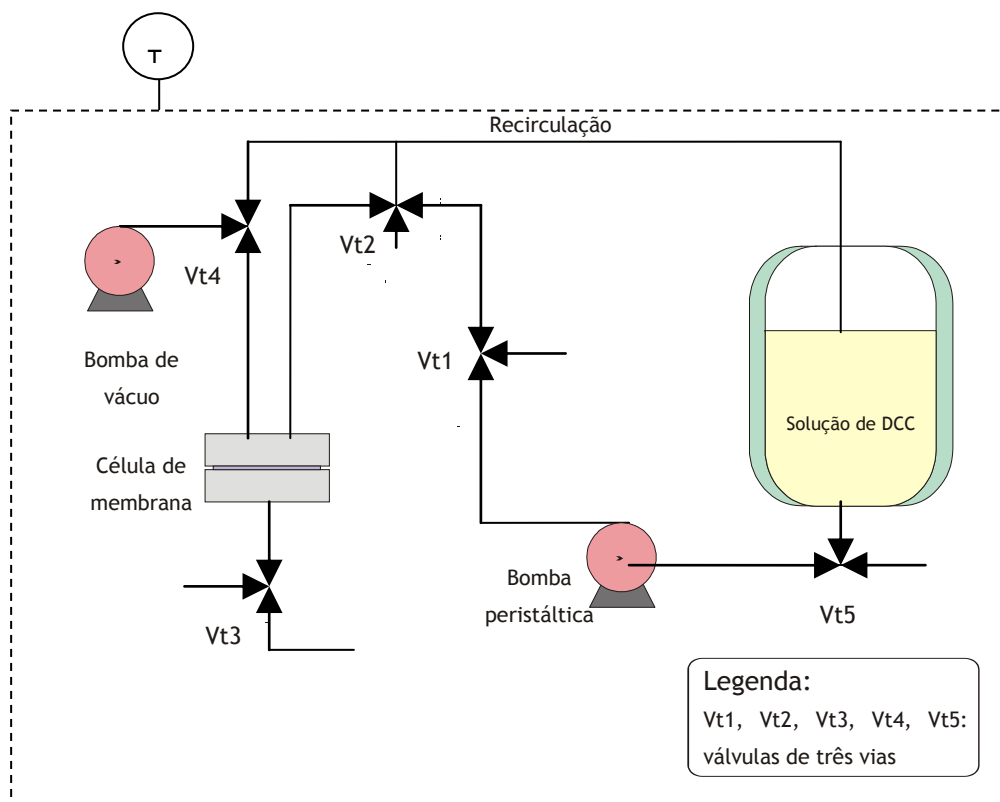 T
Recirculação
Vt2
Vt4
Vt1
Bomba de
vácuo
Solução de DCC
Célula de
membrana
Bomba
peristáltica
Vt5
Vt3
Legenda:
Vt1, Vt2, Vt3, Vt4, Vt5:
válvulas de três vias